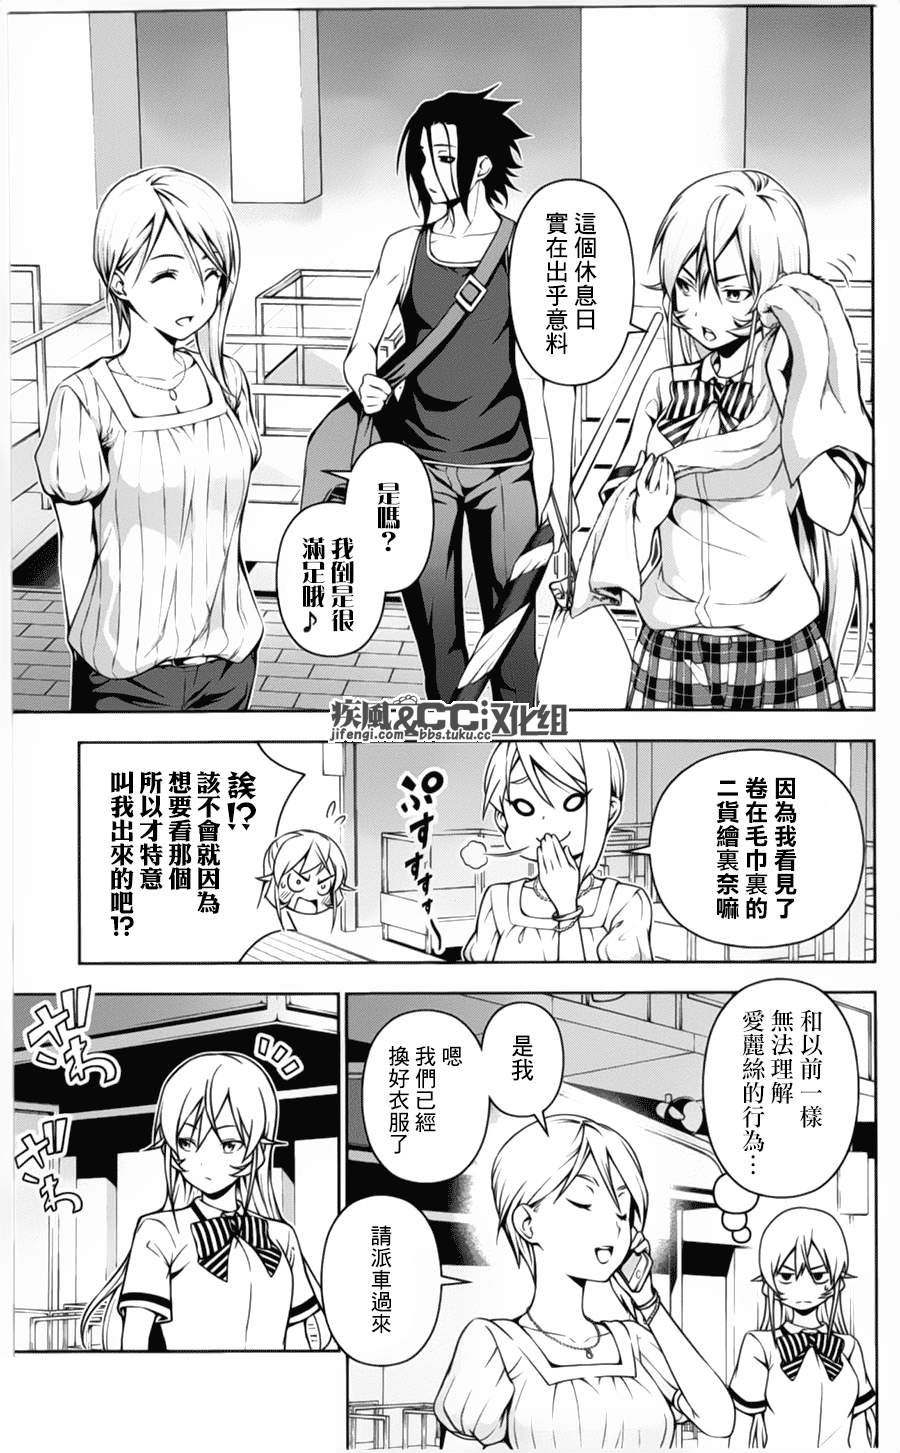 這個休息日
實在出乎意料
是嗎？
我倒是很
滿足哦♪
疾風&CC汉化组
jifengi.com bbs.tuku.cc
因為我看見了
卷在毛巾裏的
二貨繪裏奈嘛
ぷすすすすす〜
誒!?
該不會就因為
想要看那個
所以才特意
叫我出來的吧!?
和以前一樣
無法理解
愛麗絲的行為…
是我
嗯
我們已經
換好衣服了
請派車過來
ざわ
ざわ